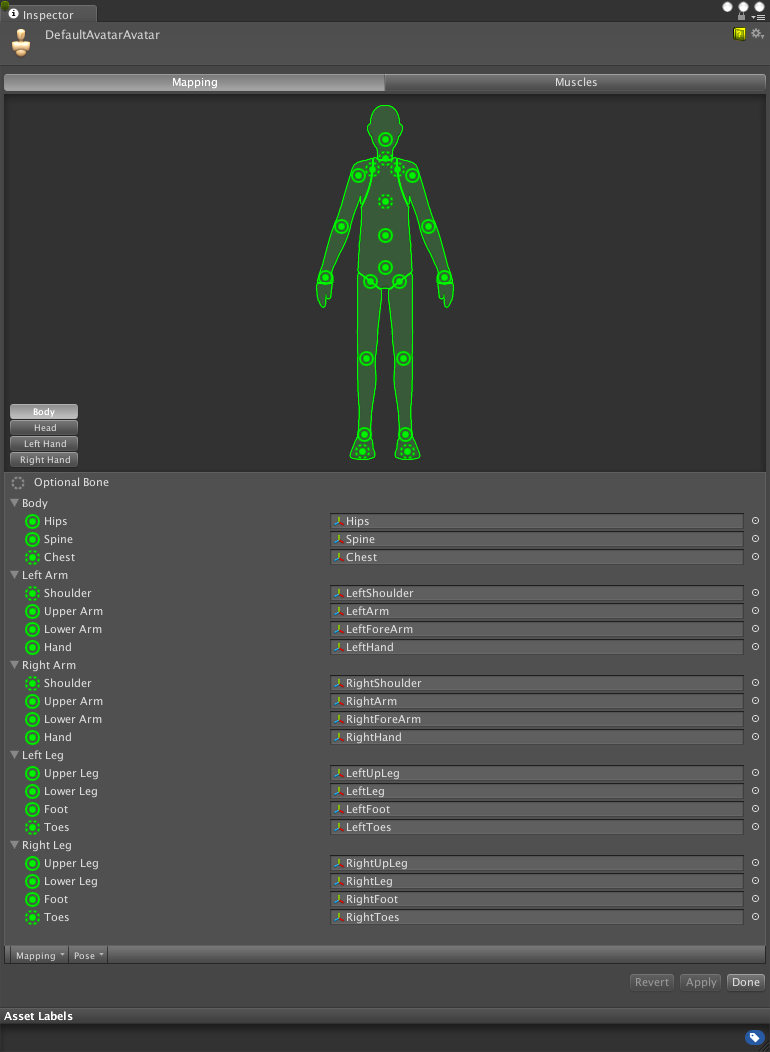 Inspector
DefaultAvatarAvatar
Mapping Muscles
Body
Head
Left Hand
Right Hand
Optional Bone
Body
Hips Hips
Spine Spine
Chest Chest
Left Arm
Shoulder LeftShoulder
Upper Arm LeftArm
Lower Arm LeftForeArm
Hand LeftHand
Right Arm
Shoulder RightShoulder
Upper Arm RightArm
Lower Arm RightForeArm
Hand RightHand
Left Leg
Upper Leg LeftUpLeg
Lower Leg LeftLeg
Foot LeftFoot
Toes LeftToes
Right Leg
Upper Leg RightUpLeg
Lower Leg RightLeg
Foot RightFoot
Toes RightToes
Mapping Pose
Revert Apply Done
Asset Labels